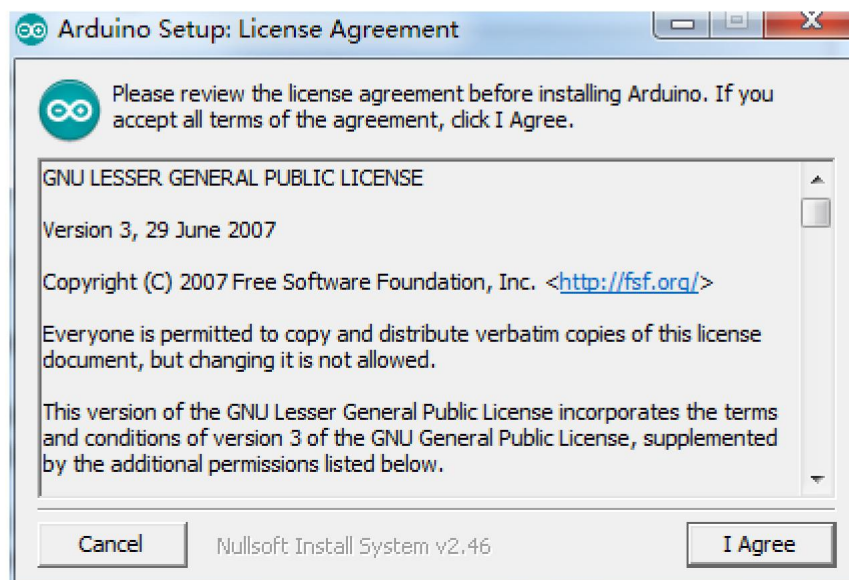 Arduino Setup: License Agreement
Please review the license agreement before installing Arduino. If you
accept all terms of the agreement, click I Agree.
GNU LESSER GENERAL PUBLIC LICENSE
Version 3, 29 June 2007
Copyright (C) 2007 Free Software Foundation, Inc. <http://fsf.org/>
Everyone is permitted to copy and distribute verbatim copies of this license
document, but changing it is not allowed.
This version of the GNU Lesser General Public License incorporates the terms
and conditions of version 3 of the GNU General Public License, supplemented
by the additional permissions listed below.
Cancel Nullsoft Install System v2.46 I Agree